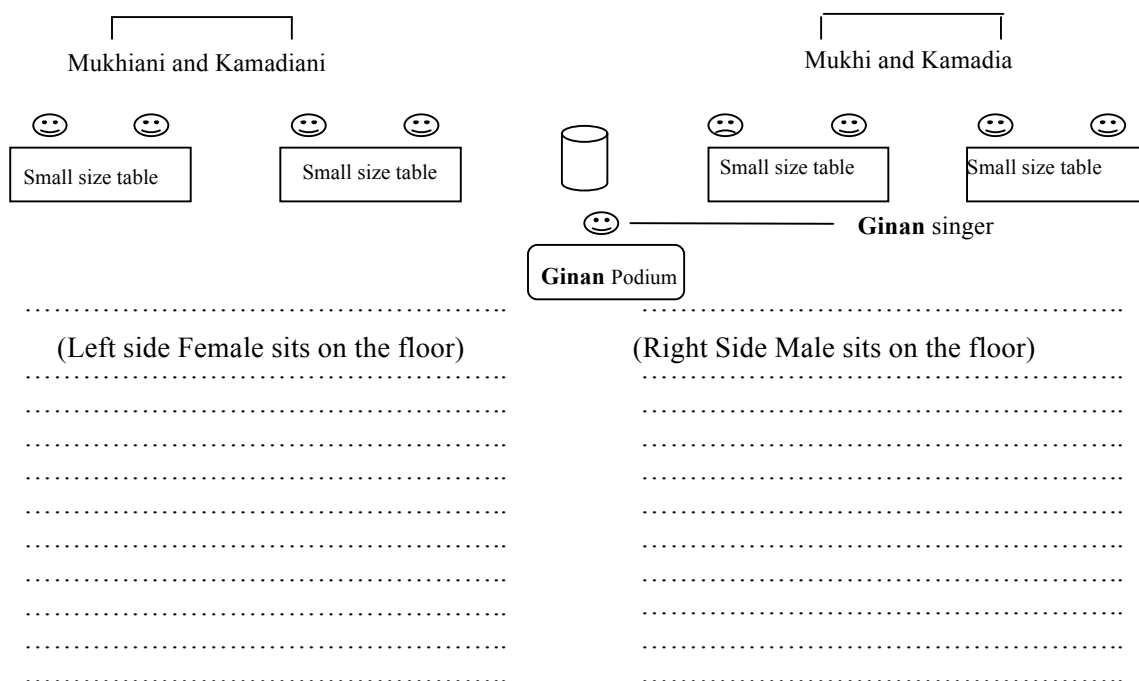 Mukhiani and Kamadiani
Mukhi and Kamadia
Small size table
Small size table
Small size table
Small size table
Ginan singer
Ginan Podium
(Left side Female sits on the floor)
(Right Side Male sits on the floor)